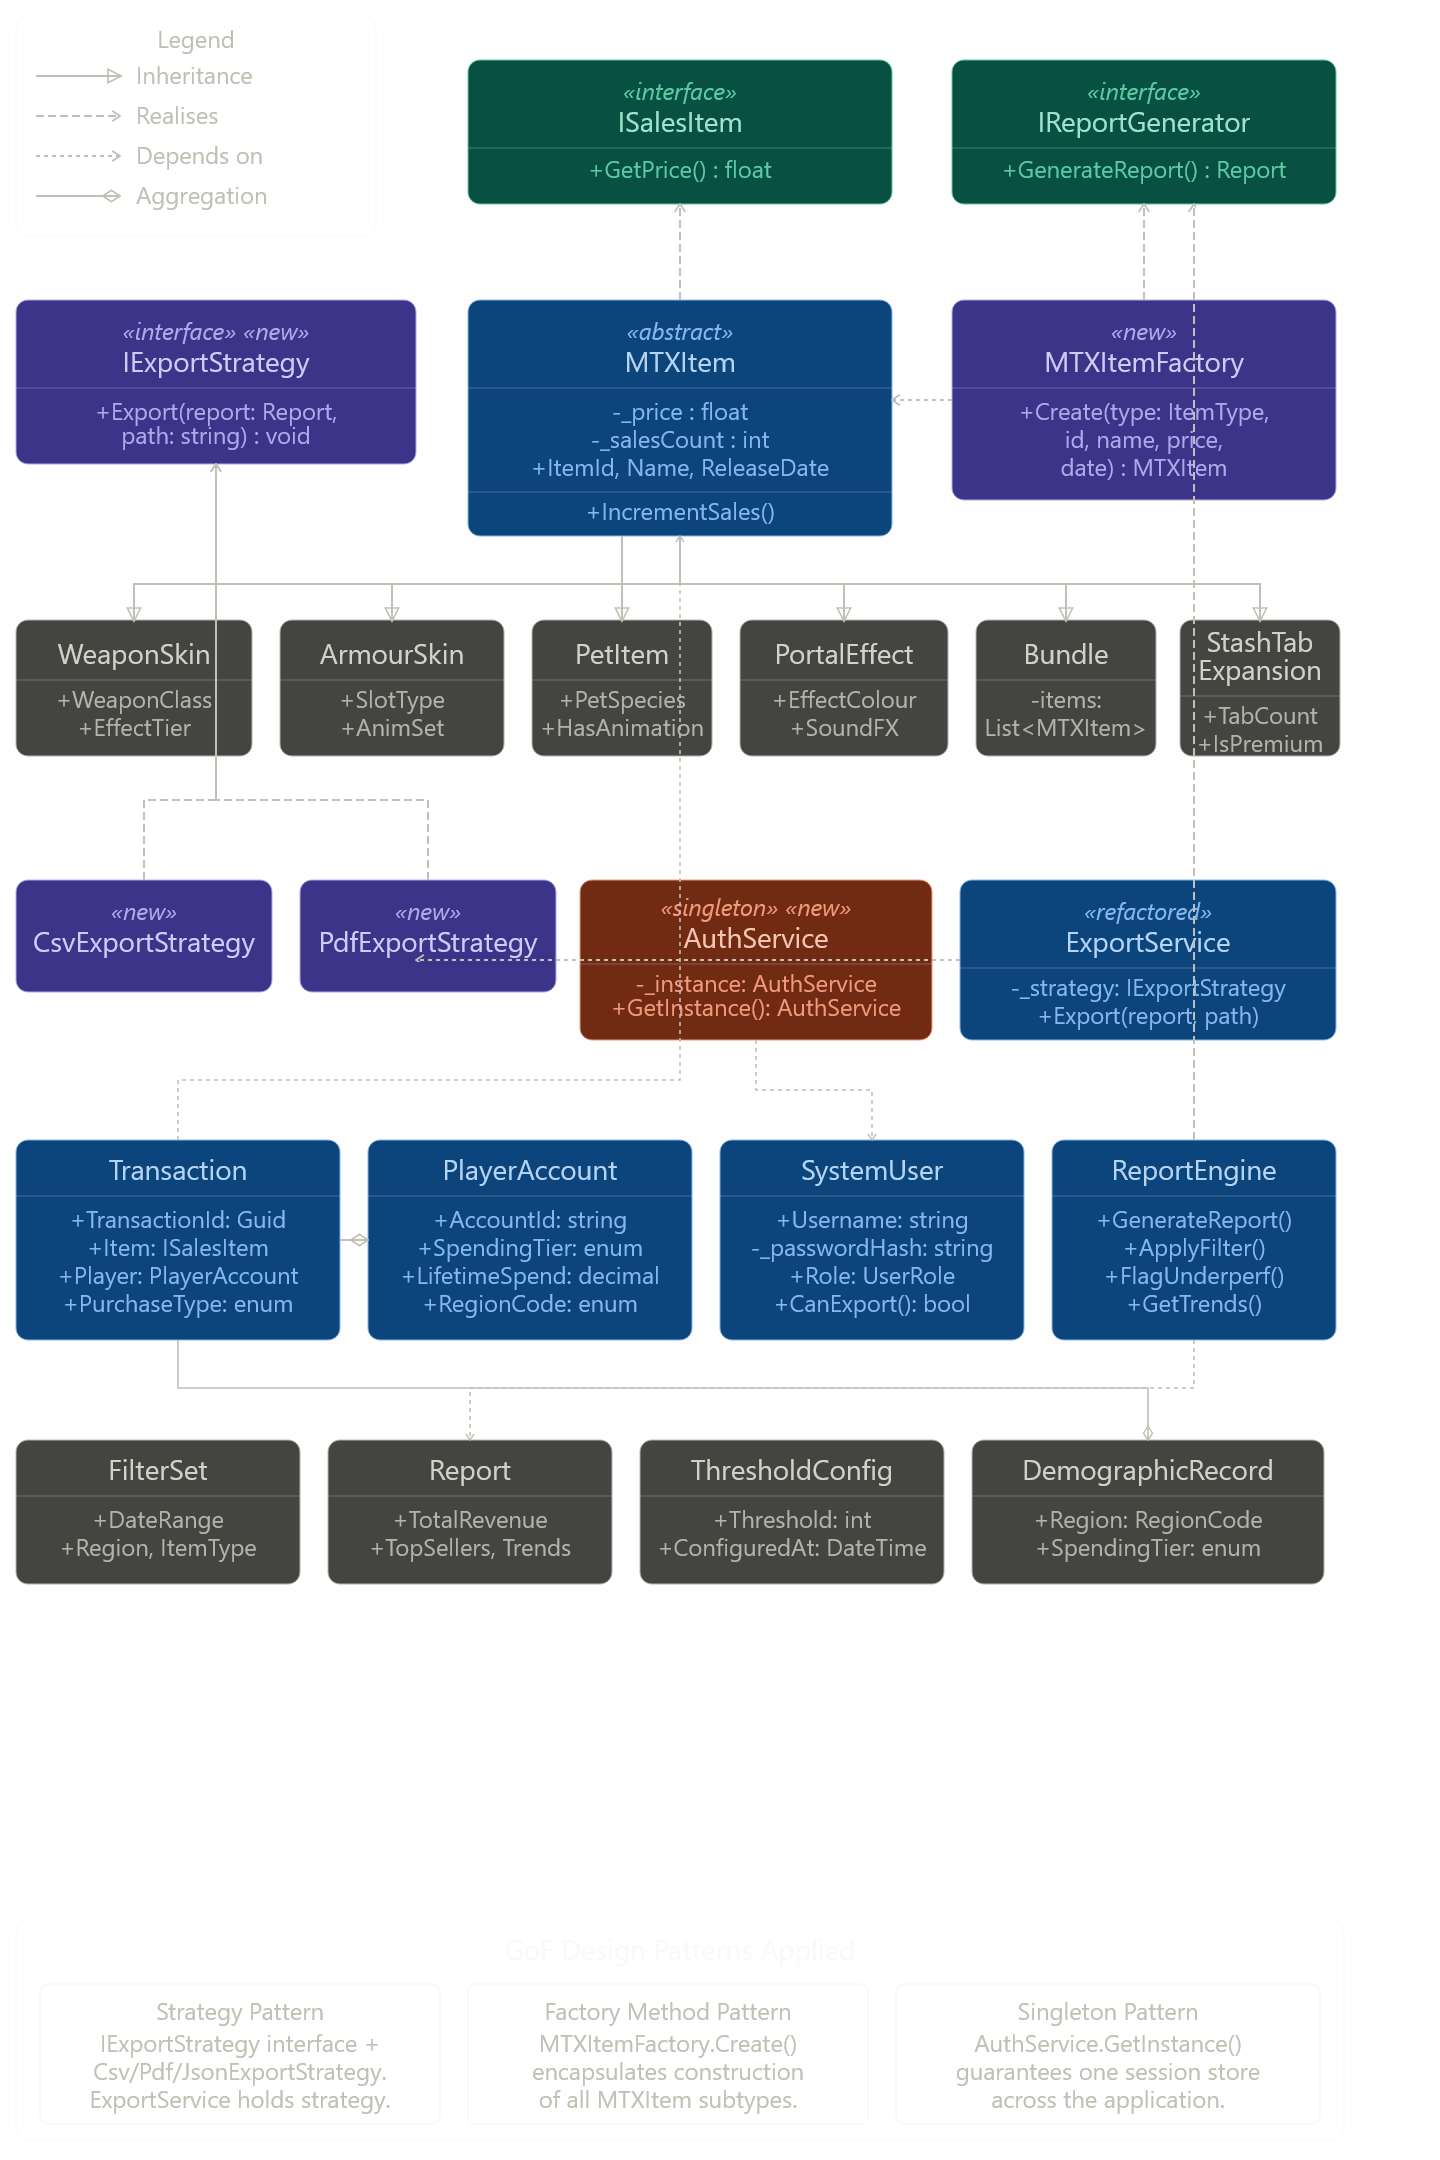 Legend
Inheritance
Realises
Depends on
Aggregation
«interface»
ISalesItem
+GetPrice() : float
«interface»
IReportGenerator
+GenerateReport() : Report
«interface» «new»
IExportStrategy
+Export(report: Report,
path: string) : void
«abstract»
MTXItem
-_price : float
-_salesCount : int
+ItemId, Name, ReleaseDate
+IncrementSales()
«new»
MTXItemFactory
+Create(type: ItemType,
id, name, price,
date) : MTXItem
WeaponSkin
+WeaponClass
+EffectTier
ArmourSkin
+SlotType
+AnimSet
PetItem
+PetSpecies
+HasAnimation
PortalEffect
+EffectColour
+SoundFX
Bundle
-items:
List<MTXItem>
StashTab
Expansion
+TabCount
+IsPremium
«new»
CsvExportStrategy
«new»
PdfExportStrategy
«singleton» «new»
AuthService
-_instance: AuthService
+GetInstance(): AuthService
«refactored»
ExportService
-_strategy: IExportStrategy
+Export(report, path)
Transaction
+TransactionId: Guid
+Item: ISalesItem
+Player: PlayerAccount
+PurchaseType: enum
PlayerAccount
+AccountId: string
+SpendingTier: enum
+LifetimeSpend: decimal
+RegionCode: enum
SystemUser
+Username: string
-_passwordHash: string
+Role: UserRole
+CanExport(): bool
ReportEngine
+GenerateReport()
+ApplyFilter()
+FlagUnderperf()
+GetTrends()
FilterSet
+DateRange
+Region, ItemType
Report
+TotalRevenue
+TopSellers, Trends
ThresholdConfig
+Threshold: int
+ConfiguredAt: DateTime
DemographicRecord
+Region: RegionCode
+SpendingTier: enum
GoF Design Patterns Applied
Strategy Pattern
IExportStrategy interface +
Csv/Pdf/JsonExportStrategy.
ExportService holds strategy.
Factory Method Pattern
MTXItemFactory.Create()
encapsulates construction
of all MTXItem subtypes.
Singleton Pattern
AuthService.GetInstance()
guarantees one session store
across the application.